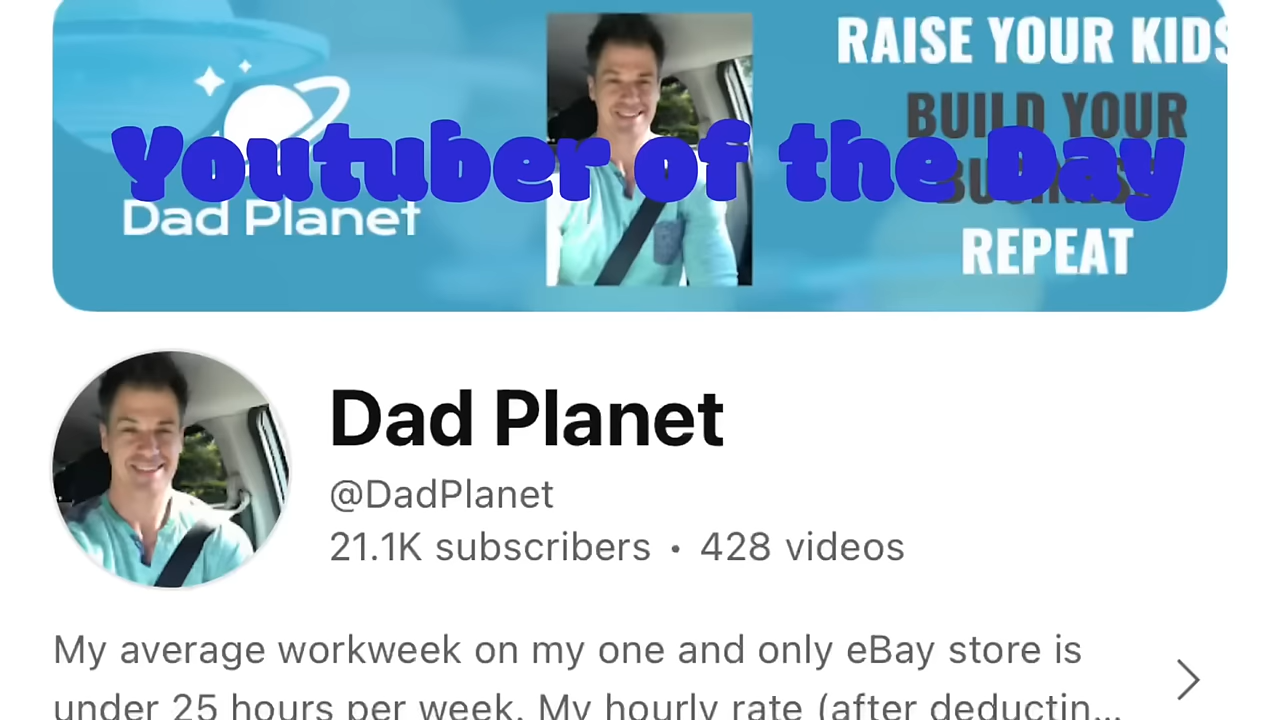 RAISE YOUR KIDS
BUILD YOUR
BUSINESS
REPEAT
Youtuber of the Day
Dad Planet
Dad Planet
@DadPlanet
21.1K subscribers • 428 videos
My average workweek on my one and only eBay store is
under 25 hours per week. My hourly rate (after deductin...